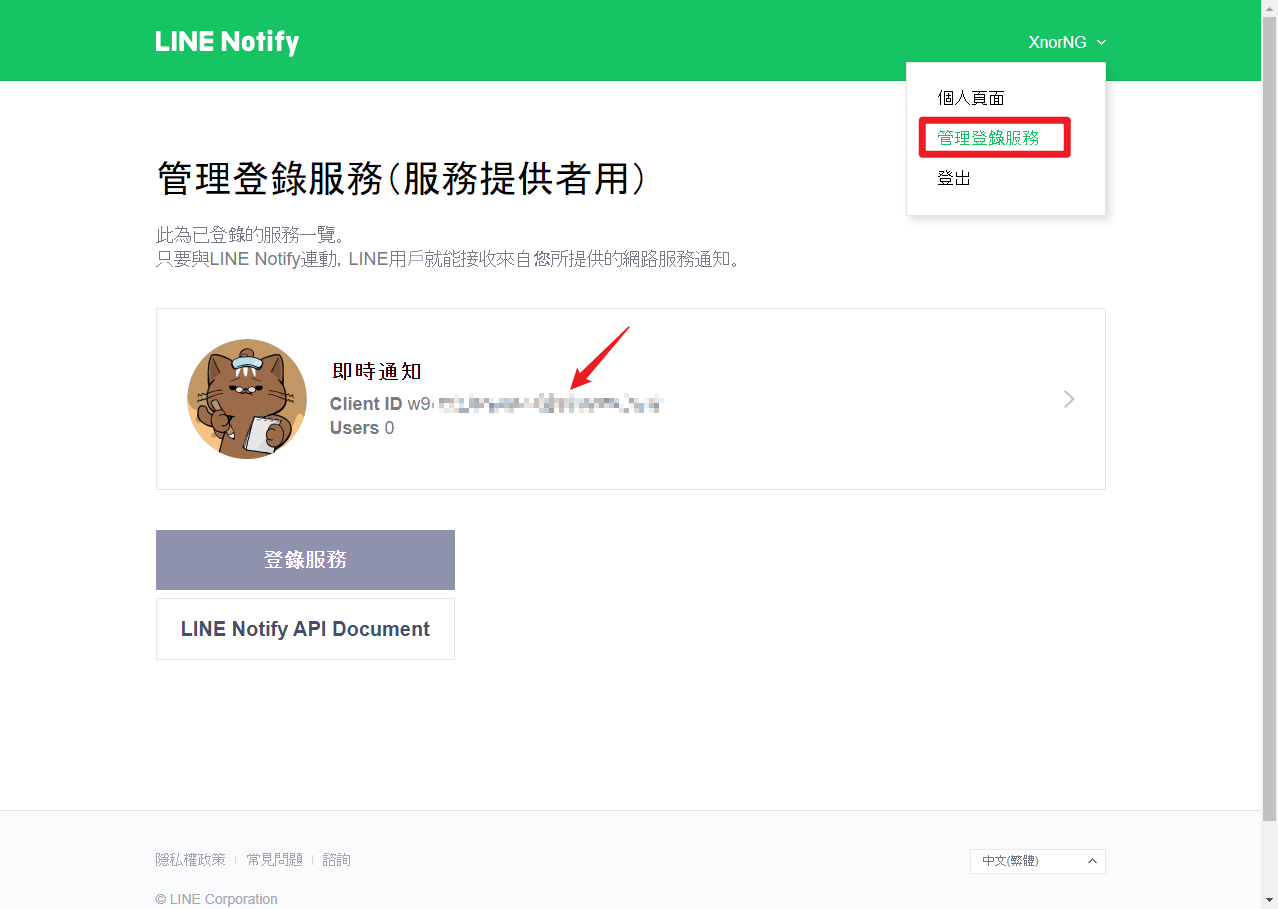 LINE Notify
XnorNG
個人頁面
管理登錄服務
登出
管理登錄服務(服務提供者用)
此為已登錄的服務一覽。
只要與LINE Notify連動, LINE用戶就能接收來自您所提供的網路服務通知。
即時通知
Client ID w9
Users 0
登錄服務
LINE Notify API Document
隱私權政策 常見問題 諮詢
中文(繁體)
© LINE Corporation